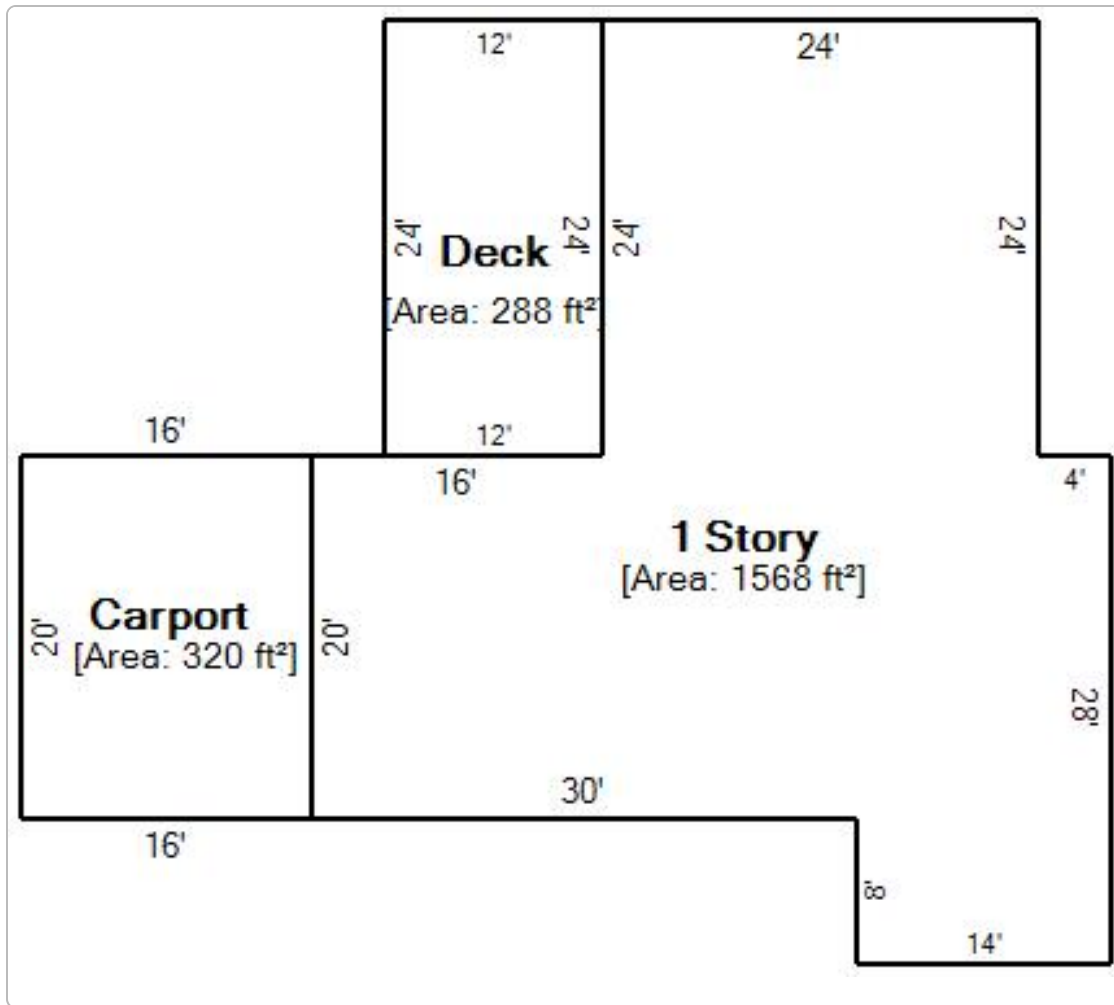 12'
24'
24'
24'
24'
24'
Deck
[Area: 288 ft²]
16'
12'
16'
4'
1 Story
[Area: 1568 ft²]
Carport
[Area: 320 ft²]
20'
20'
28'
30'
16'
8'
14'